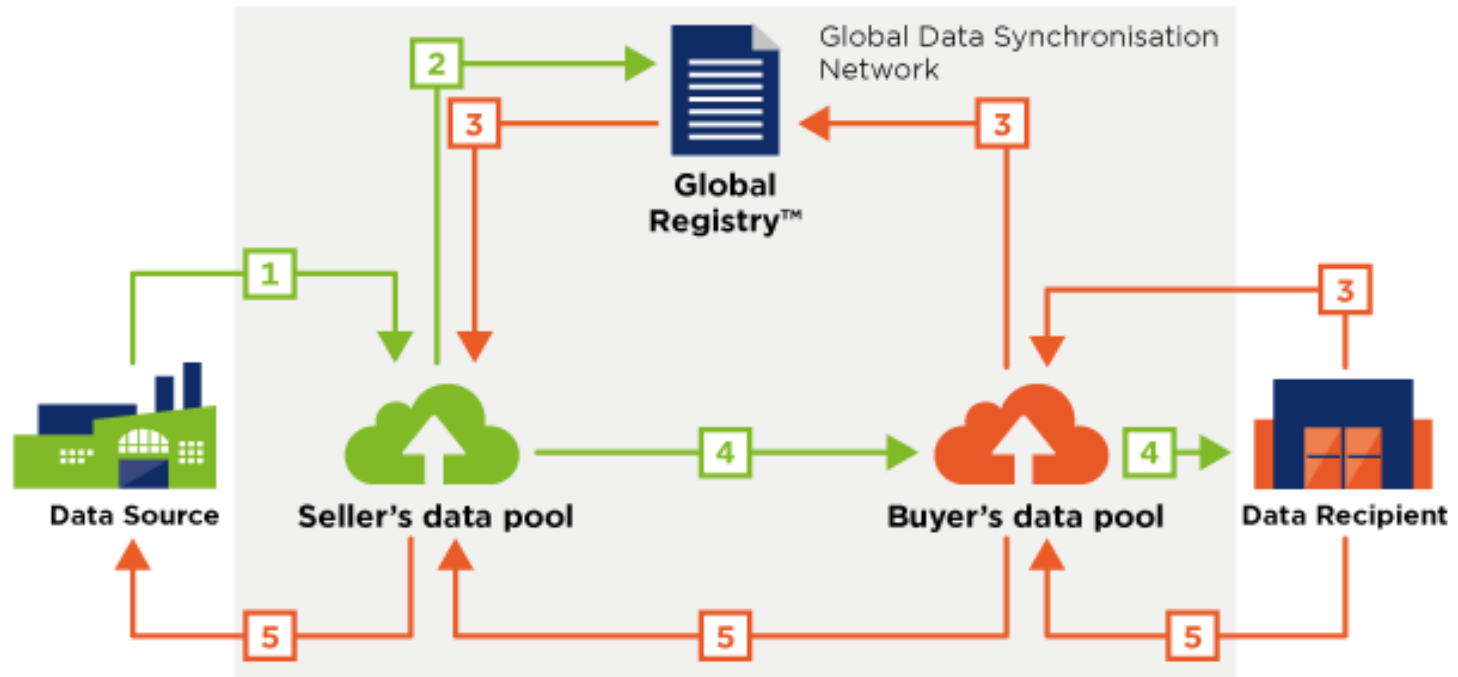 Global Data Synchronisation
Network
2
3
3
Global
Registry™
1
3
4
4
Data Source
Seller's data pool
Buyer's data pool
Data Recipient
5
5
5